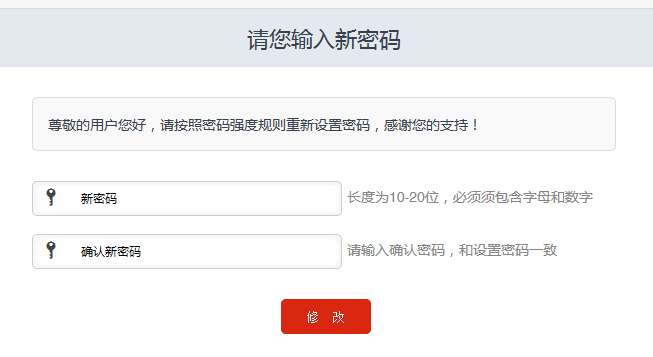 请您输入新密码
尊敬的用户您好，请按照密码强度规则重新设置密码，感谢您的支持！
新密码
长度为10-20位，必须须包含字母和数字
确认新密码
请输入确认密码，和设置密码一致
修 改